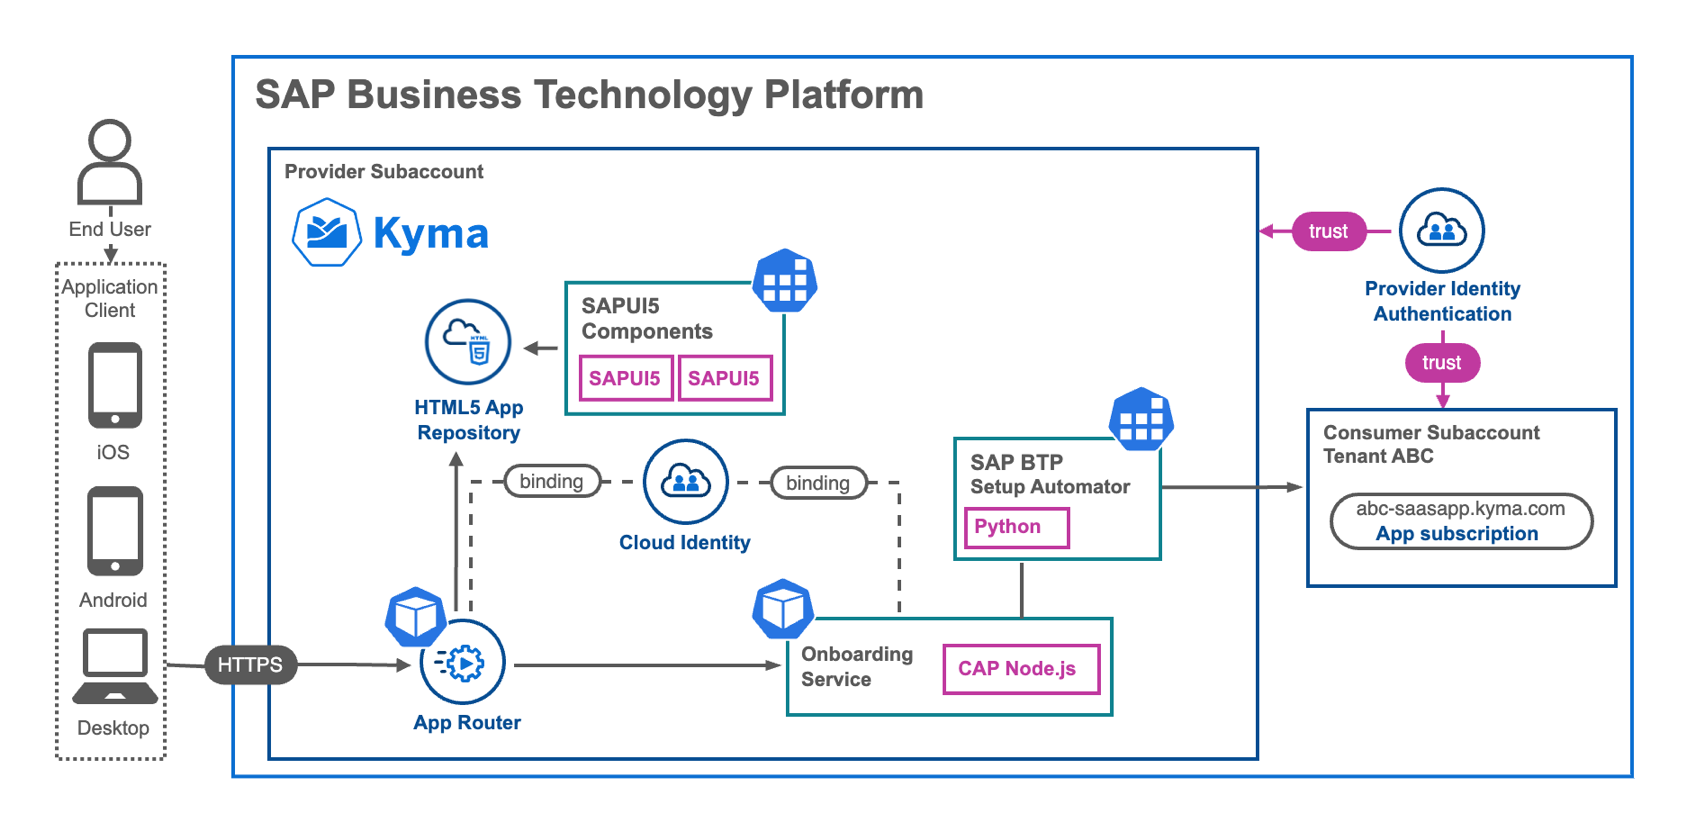 SAP Business Technology Platform
End User
Application
Client
iOS
Android
Desktop
HTTPS
Provider Subaccount
Kyma
HTML
5
HTML5 App
Repository
SAPUI5
Components
SAPUI5
SAPUI5
binding
Cloud Identity
binding
App Router
Onboarding
Service
CAP Node.js
SAP BTP
Setup Automator
Python
trust
Provider Identity
Authentication
trust
Consumer Subaccount
Tenant ABC
abc-saasapp.kyma.com
App subscription